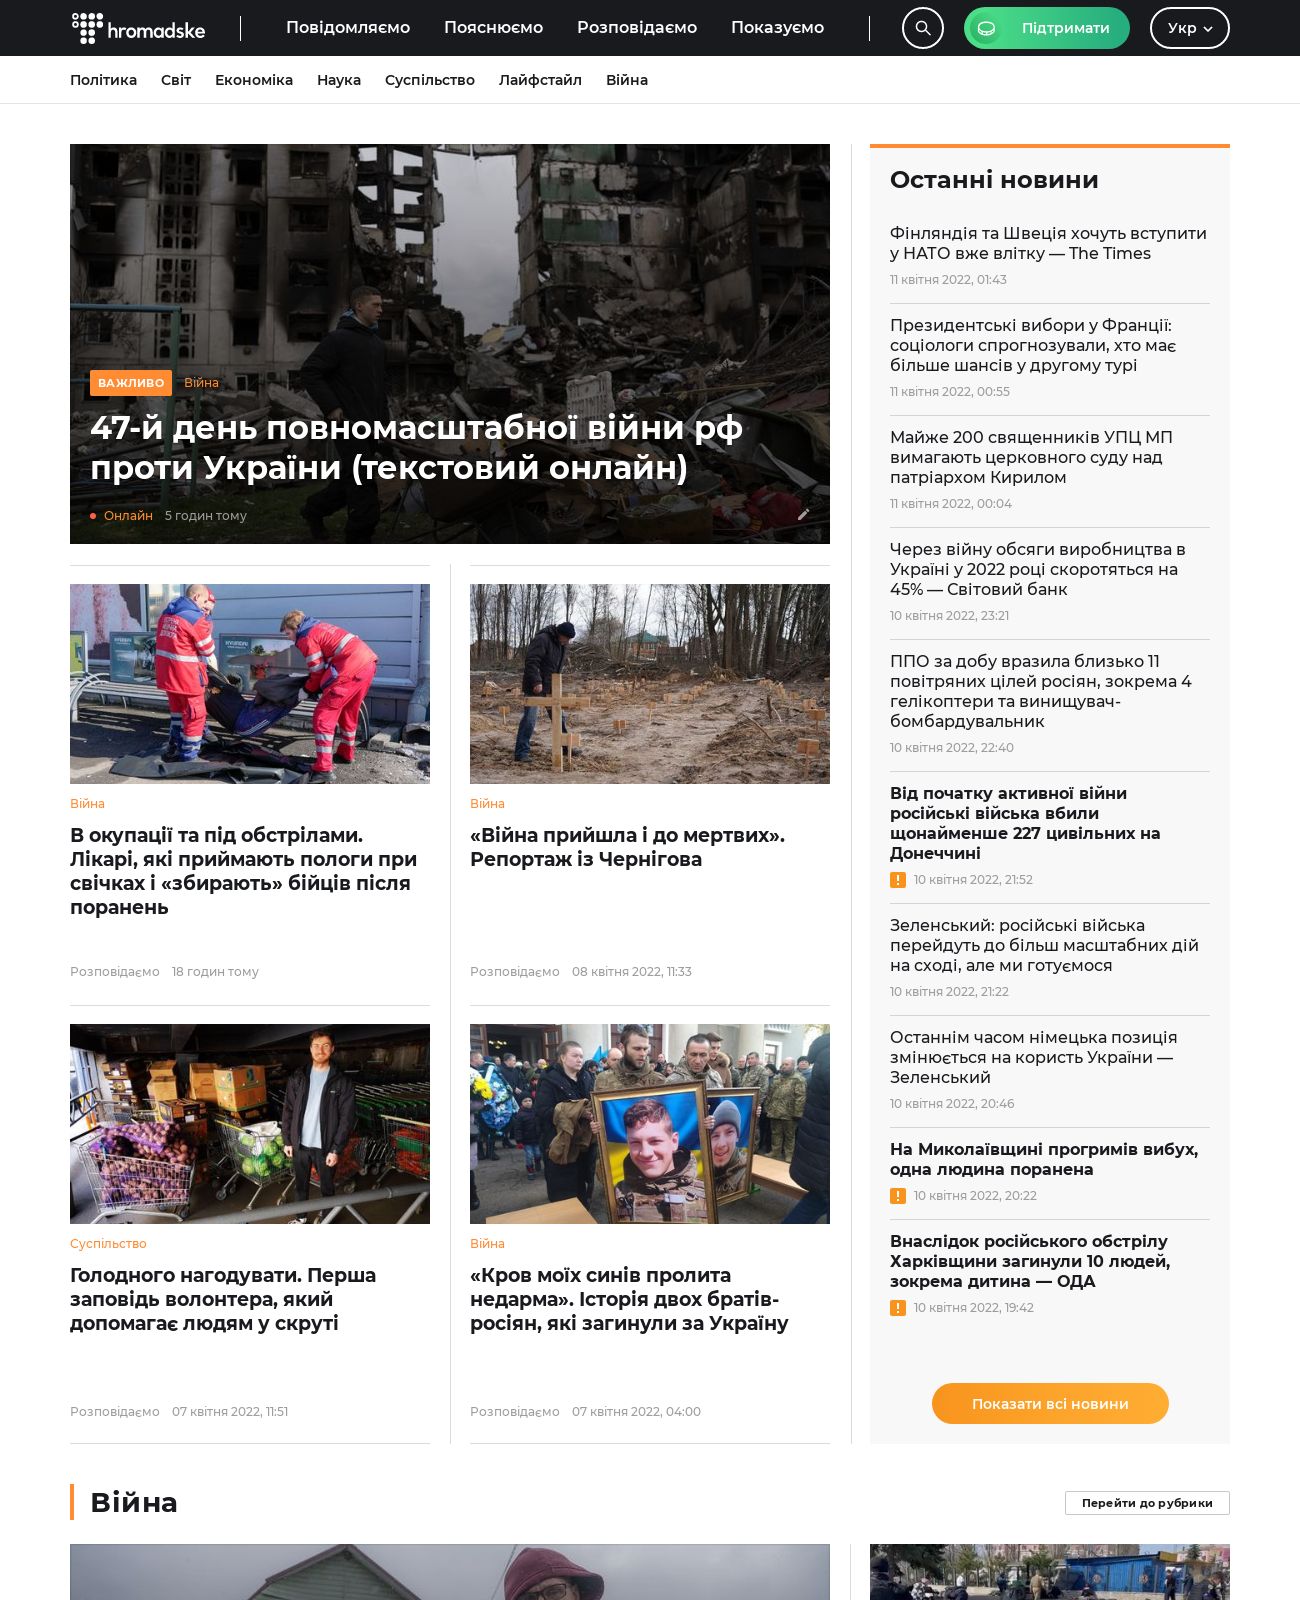 hromadske
Повідомляємо
Пояснюємо
Розповідаємо
Показуємо
Підтримати
Укр
Політика
Світ
Економіка
Наука
Суспільство
Лайфстайл
Війна
ВАЖЛИВО
Війна
47-й день повномасштабної війни рф
проти України (текстовий онлайн)
Онлайн
5 годин тому
Війна
В окупації та під обстрілами.
Лікарі, які приймають пологи при
свічках і «збирають» бійців після
поранень
Розповідаємо
18 годин тому
Війна
«Війна прийшла і до мертвих».
Репортаж із Чернігова
Розповідаємо
08 квітня 2022, 11:33
Суспільство
Голодного нагодувати. Перша
заповідь волонтера, який
допомагає людям у скруті
Розповідаємо
07 квітня 2022, 11:51
Війна
«Кров моїх синів пролита
недарма». Історія двох братів-
росіян, які загинули за Україну
Розповідаємо
07 квітня 2022, 04:00
Останні новини
Фінляндія та Швеція хочуть вступити
у НАТО вже влітку — The Times
11 квітня 2022, 01:43
Президентські вибори у Франції:
соціологи спрогнозували, хто має
більше шансів у другому турі
11 квітня 2022, 00:55
Майже 200 священників УПЦ МП
вимагають церковного суду над
патріархом Кирилом
11 квітня 2022, 00:04
Через війну обсяги виробництва в
Україні у 2022 році скоротяться на
45% — Світовий банк
10 квітня 2022, 23:21
ППО за добу вразила близько 11
повітряних цілей росіян, зокрема 4
гелікоптери та винищувач-
бомбардувальник
10 квітня 2022, 22:40
Від початку активної війни
російські війська вбили
щонайменше 227 цивільних на
Донеччині
10 квітня 2022, 21:52
Зеленський: російські війська
перейдуть до більш масштабних дій
на сході, але ми готуємося
10 квітня 2022, 21:22
Останнім часом німецька позиція
змінюється на користь України —
Зеленський
10 квітня 2022, 20:46
На Миколаївщині прогримів вибух,
одна людина поранена
10 квітня 2022, 20:22
Внаслідок російського обстрілу
Харківщини загинули 10 людей,
зокрема дитина — ОДА
10 квітня 2022, 19:42
Показати всі новини
Війна
Перейти до рубрики